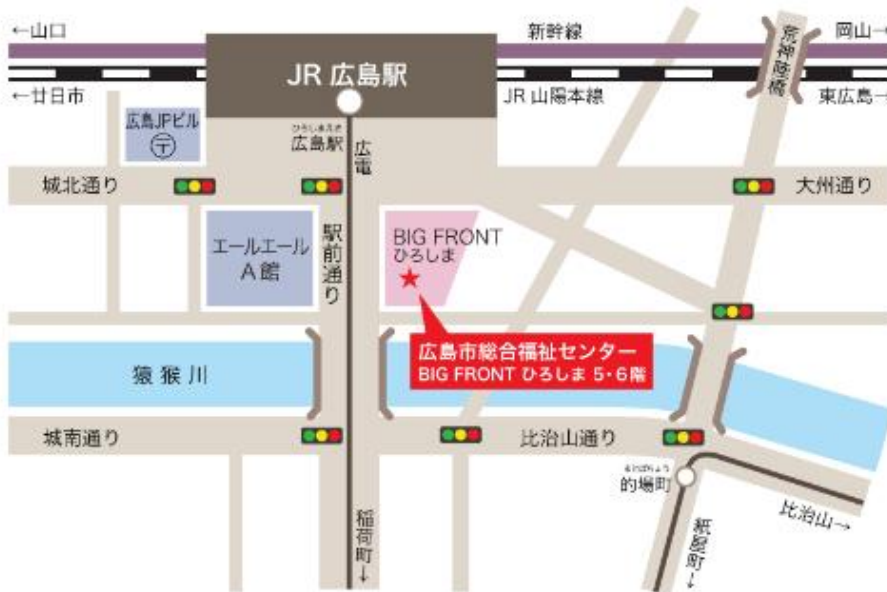 ←山口
新幹線
岡山→
荒神陸橋
JR 広島駅
←廿日市
JR 山陽本線
東広島→
広島JPビル
〒
ひろしまえき
広島駅
広電
城北通り
大州通り
エールエール
A館
駅前通り
BIG FRONT
ひろしま
広島市総合福祉センター
BIG FRONT ひろしま 5・6階
猿猴川
城南通り
比治山通り
まとばちょう
的場町
比治山→
稲荷町→
紙屋町→